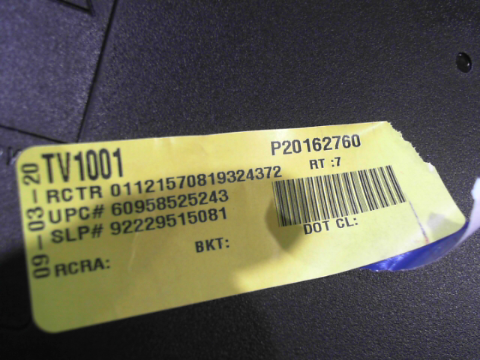 09-03-20
TV1001
P20162760
RCTR 01121570819324372
RT :7
UPC# 60958525243
SLP# 92229515081
BKT:
DOT CL:
RCRA: